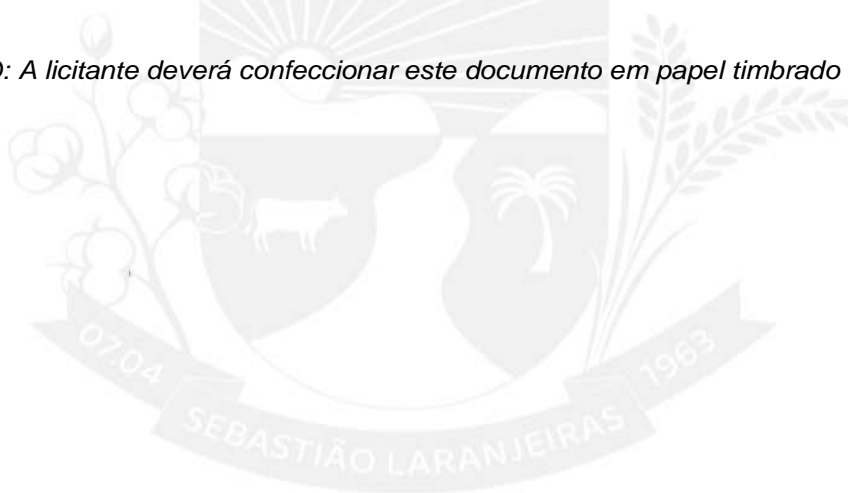 : A licitante deverá confeccionar este documento em papel timbrado
07.04
1963
SEBASTIÃO LARANJEIRAS